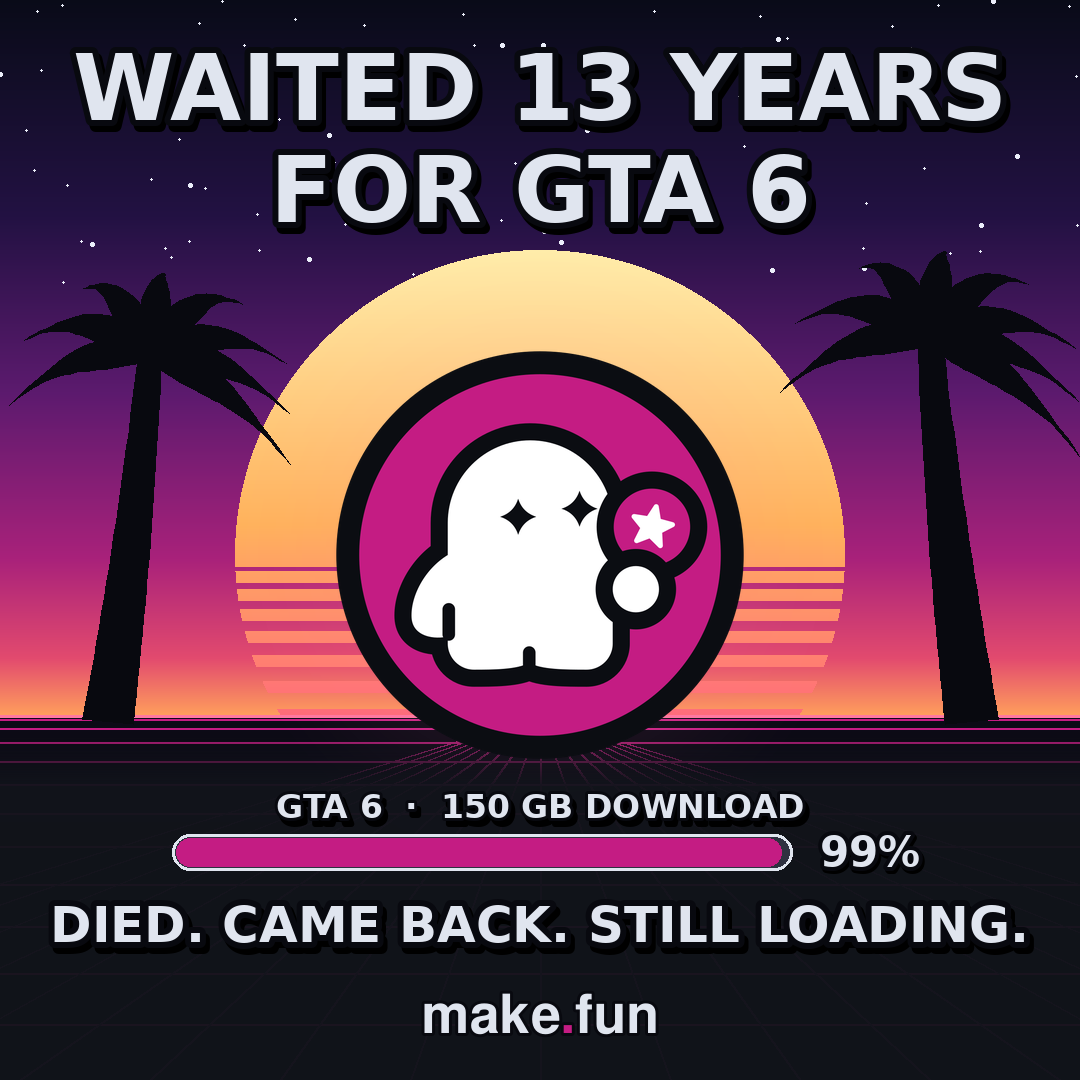 WAITED 13 YEARS
FOR GTA 6
GTA 6 · 150 GB DOWNLOAD
99%
DIED. CAME BACK. STILL LOADING.
make.fun